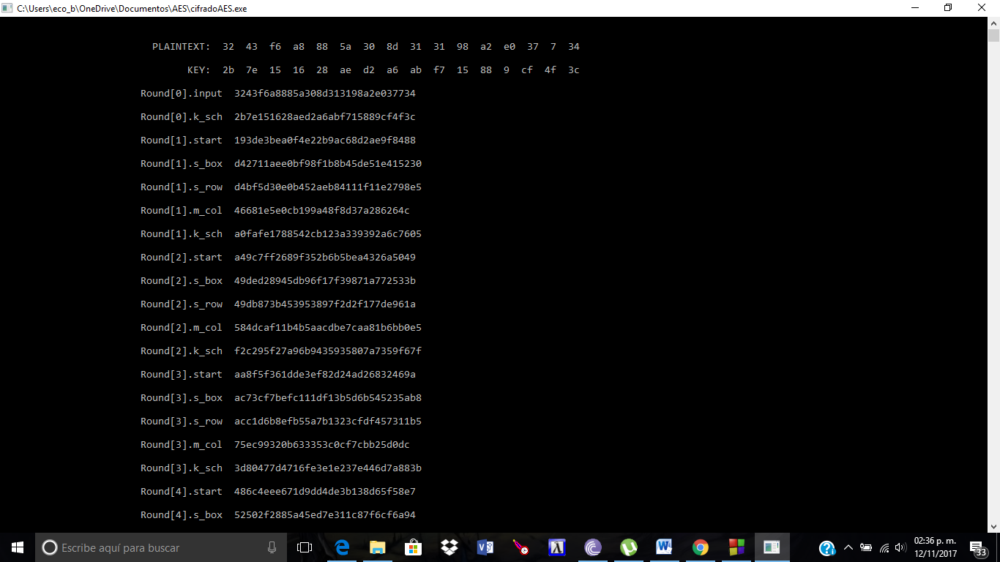 C:\Users\eco_b\OneDrive\Documentos\AES\cifradoAES.exe
PLAINTEXT: 32 43 f6 a8 88 5a 30 8d 31 31 98 a2 e0 37 7 34
KEY: 2b 7e 15 16 28 ae d2 a6 ab f7 15 88 9 cf 4f 3c
Round[0].input 3243f6a8885a308d313198a2e037734
Round[0].k_sch 2b7e151628aed2a6abf715889cf4f3c
Round[1].start 193de3bea0f4e22b9ac68d2ae9f8488
Round[1].s_box d42711aee0bf98f1b8b45de51e415230
Round[1].s_row d4bf5d30e0b452aeb84111f11e2798e5
Round[1].m_col 46681e5e0cb199a48f8d37a286264c
Round[1].k_sch a0fafe1788542cb123a339392a6c7605
Round[2].start a49c7ff2689f352b6b5bea4326a5049
Round[2].s_box 49ded28945db96f17f39871a772533b
Round[2].s_row 49db873b453953897f2d2f177de961a
Round[2].m_col 584dcaf11b4b5aacdbe7caa81b6bb0e5
Round[2].k_sch f2c295f27a96b9435935807a7359f67f
Round[3].start aa8f5f361dde3ef82d24ad26832469a
Round[3].s_box ac73cf7befc111df13b5d6b545235ab8
Round[3].s_row acc1d6b8efb55a7b1323cfdf457311b5
Round[3].m_col 75ec99320b633353c0cf7cbb25d0dc
Round[3].k_sch 3d80477d4716fe3e1e237e446d7a883b
Round[4].start 486c4eee671d9dd4de3b138d65f58e7
Round[4].s_box 52502f2885a45ed7e311c87f6cf6a94
Escribe aquí para buscar
02:36 p. m.
12/11/2017
33